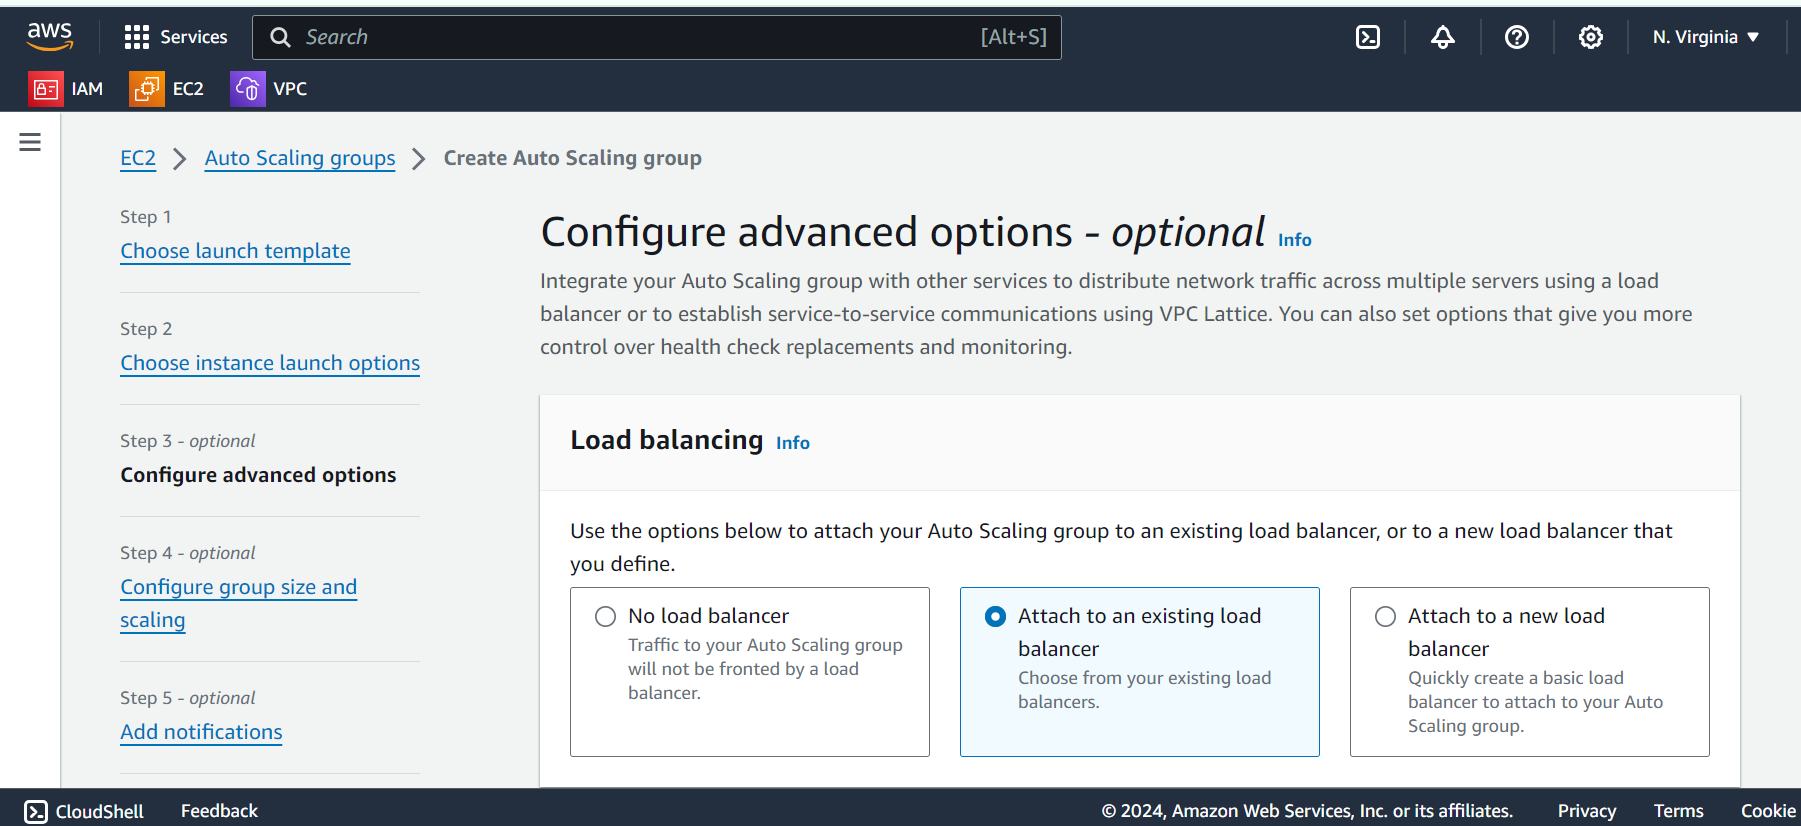 aws
Services
Search [Alt+S]
N. Virginia
IAM
EC2
VPC
EC2 > Auto Scaling groups > Create Auto Scaling group
Step 1
Choose launch template
Step 2
Choose instance launch options
Step 3 - optional
Configure advanced options
Step 4 - optional
Configure group size and
scaling
Step 5 - optional
Add notifications
Configure advanced options - optional Info
Integrate your Auto Scaling group with other services to distribute network traffic across multiple servers using a load
balancer or to establish service-to-service communications using VPC Lattice. You can also set options that give you more
control over health check replacements and monitoring.
Load balancing Info
Use the options below to attach your Auto Scaling group to an existing load balancer, or to a new load balancer that
you define.
No load balancer
Traffic to your Auto Scaling group
will not be fronted by a load
balancer.
Attach to an existing load
balancer
Choose from your existing load
balancers.
Attach to a new load
balancer
Quickly create a basic load
balancer to attach to your Auto
Scaling group.
CloudShell
Feedback
© 2024, Amazon Web Services, Inc. or its affiliates.
Privacy
Terms
Cookie